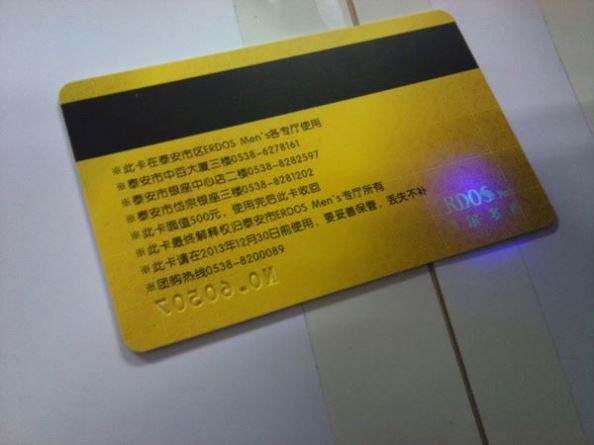 ※此卡在泰安市区ERDOS Men's各专厅使用
※泰安市中百大厦三楼0538-6278161
※泰安市银座中心店二楼0538-8282597
※泰安市岱宗银座三楼0538-8281202
※此卡面值500元，使用完后此卡收回
※此卡最终解释权归泰安市ERDOS Men's专厅所有
※此卡请在2013年12月30日前使用，更妥善保管，丢失不补
※团购热线0538-8200089
NO.60507
ERDOS